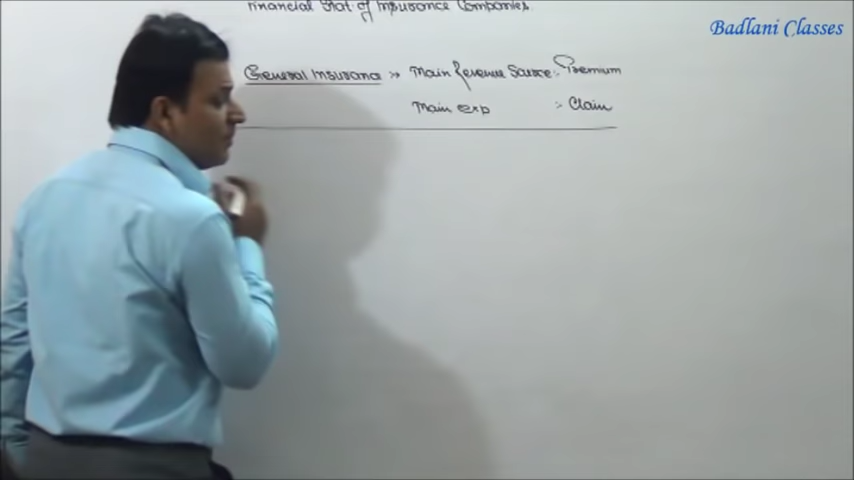 Financial Stat of Insurance Companies.
Badlani Classes
General Insurance :→ Main Revenue Source :- Premium
Main exp :- Claim